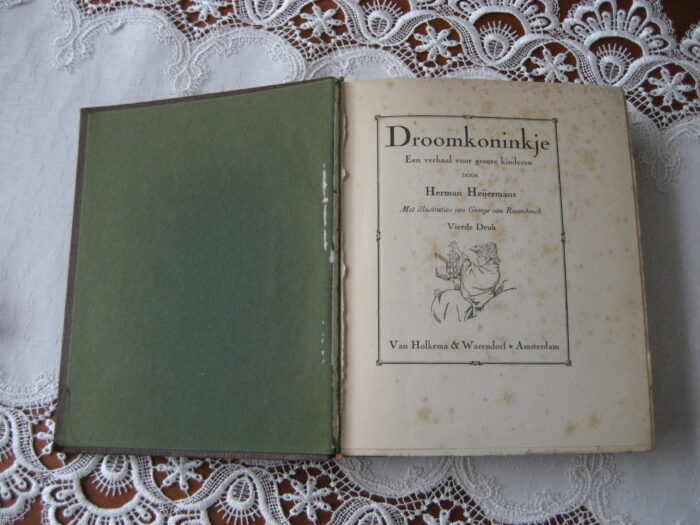 Droomkoninkje
Een verhaal voor groote kinderen
DOOR
Herman Heijermans
Met illustraties van George van Raemdonck
Vierde Druk
Van Holkema & Warendorf Amsterdam